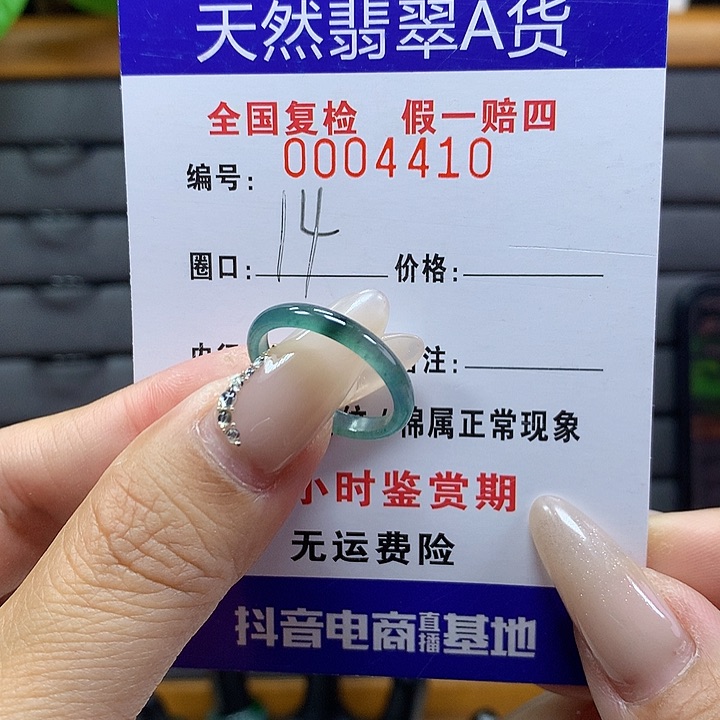 天然翡翠A货
全国复检 假一赔四
编号: 0004410
圈口: 14 价格:
注:
棉属正常现象
小时鉴赏期
无运费险
抖音电商直播基地